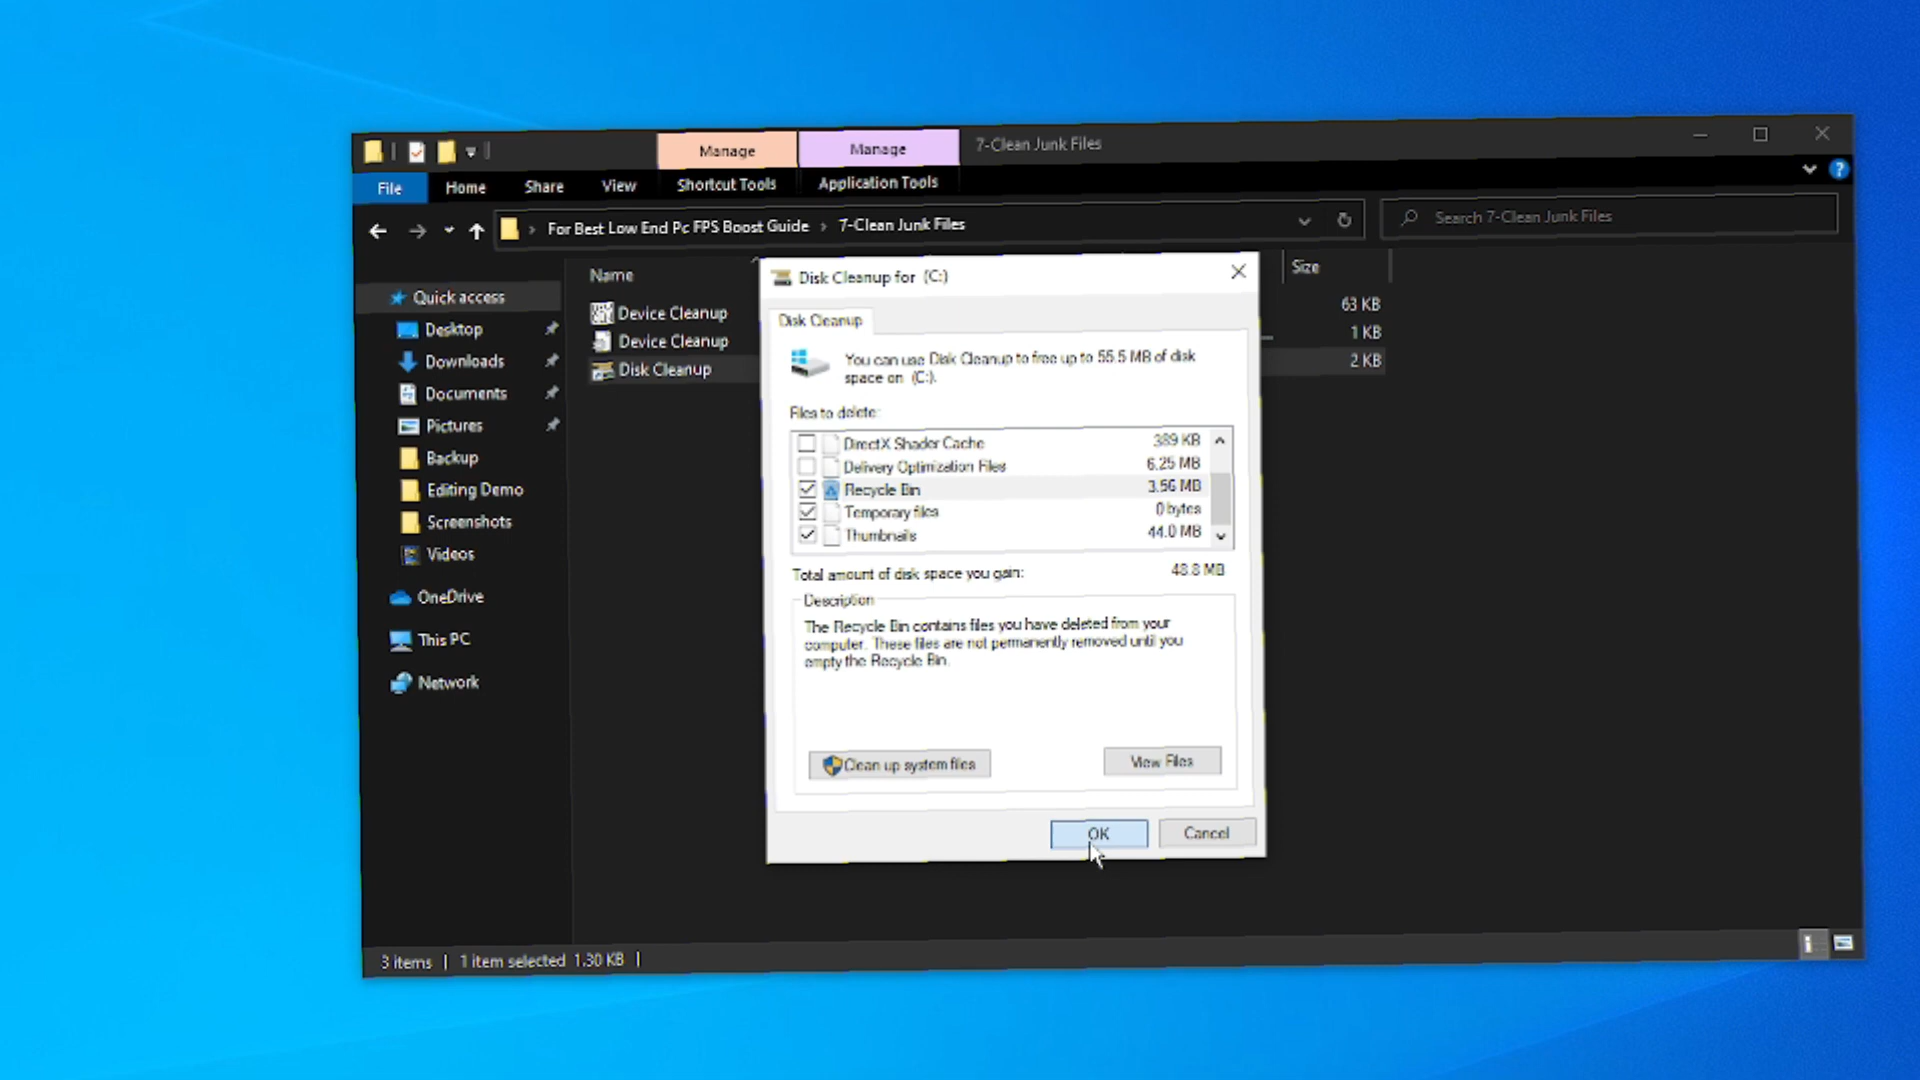 Manage
Manage
7-Clean Junk Files
File
Home
Share
View
Shortcut Tools
Application Tools
?
For Best Low End Pc FPS Boost Guide > 7-Clean Junk Files
Search 7-Clean Junk Files
Name
Size
Quick access
Desktop
Downloads
Documents
Pictures
Backup
Editing Demo
Screenshots
Videos
OneDrive
This PC
Network
Device Cleanup
63 KB
Device Cleanup
1 KB
Disk Cleanup
2 KB
Disk Cleanup for (C:)
Disk Cleanup
You can use Disk Cleanup to free up to 55.5 MB of disk
space on (C:).
Files to delete:
DirectX Shader Cache 389 KB
Delivery Optimization Files 6.25 MB
Recycle Bin 3.56 MB
Temporary files 0 bytes
Thumbnails 44.0 MB
Total amount of disk space you gain: 48.8 MB
Description
The Recycle Bin contains files you have deleted from your
computer. These files are not permanently removed until you
empty the Recycle Bin.
Clean up system files
View Files
OK
Cancel
3 items | 1 item selected 1.30 KB |